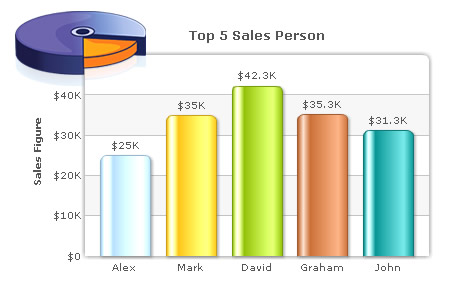 Top 5 Sales Person
Sales Figure
$40K
$30K
$20K
$10K
$0
$25K
$35K
$42.3K
$35.3K
$31.3K
Alex
Mark
David
Graham
John